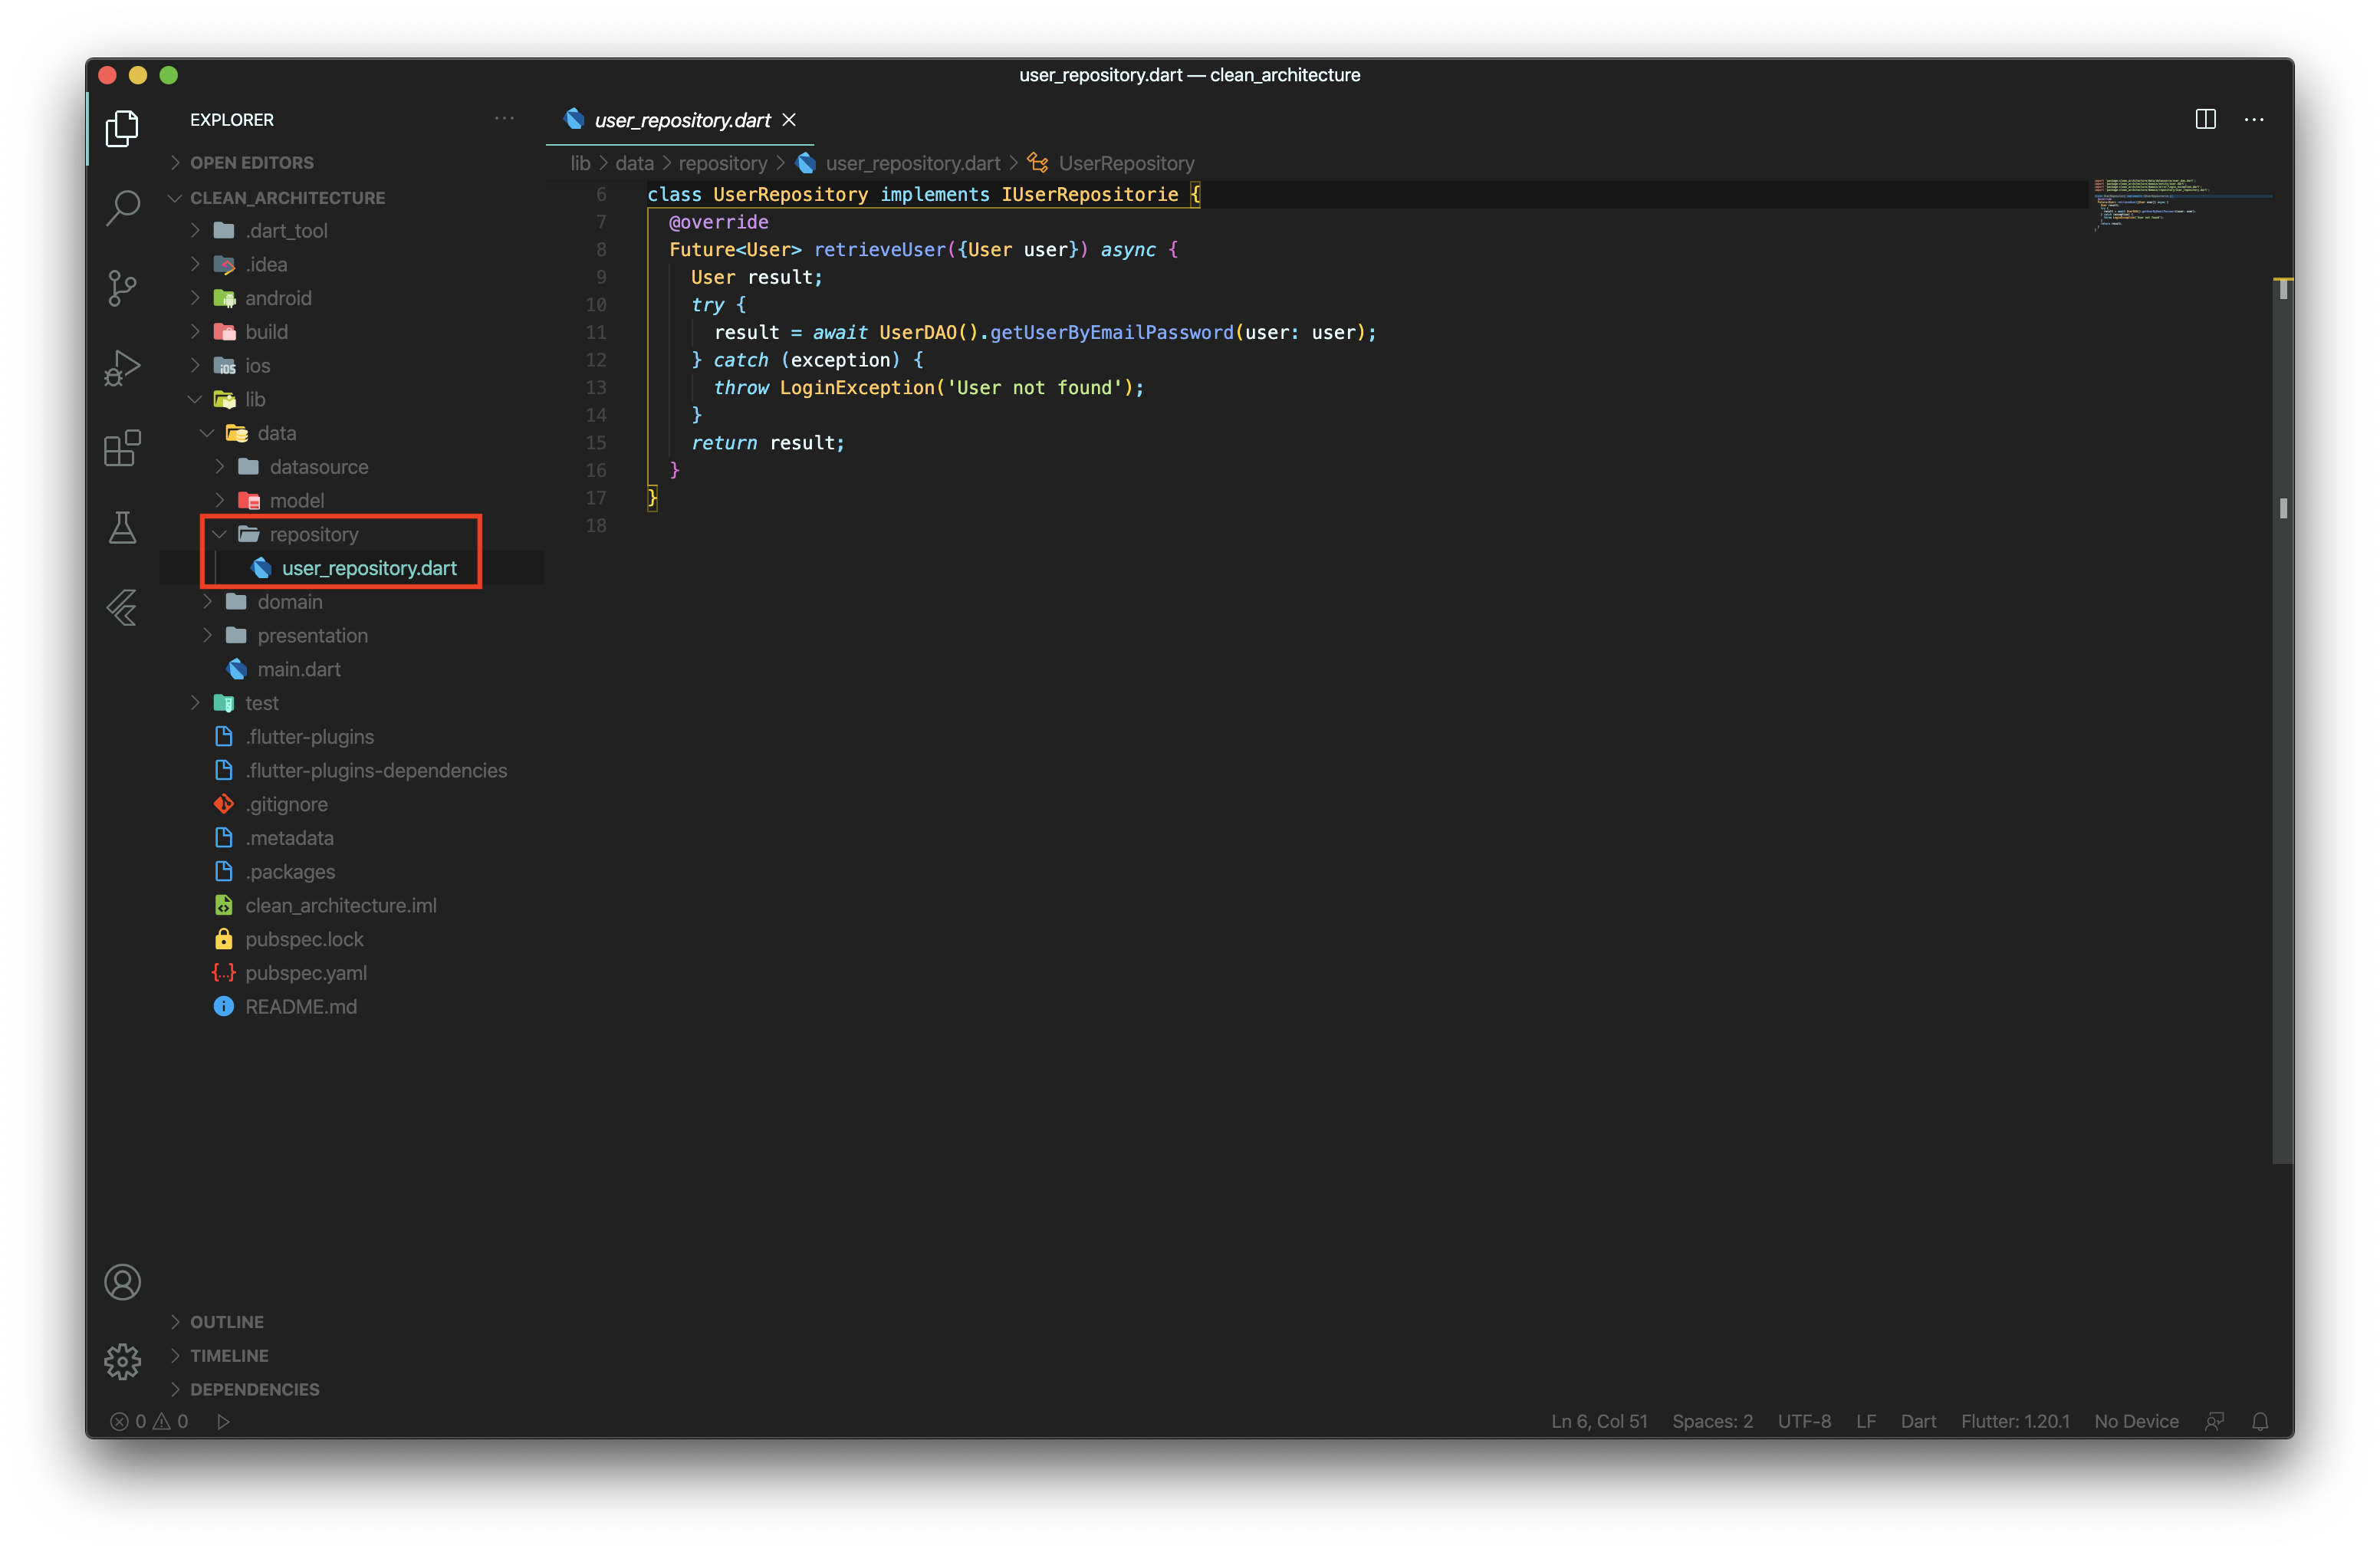 user_repository.dart — clean_architecture
EXPLORER
OPEN EDITORS
CLEAN_ARCHITECTURE
.dart_tool
.idea
android
build
ios
lib
data
datasource
model
repository
user_repository.dart
domain
presentation
main.dart
test
.flutter-plugins
.flutter-plugins-dependencies
.gitignore
.metadata
.packages
clean_architecture.iml
pubspec.lock
pubspec.yaml
README.md
OUTLINE
TIMELINE
DEPENDENCIES
user_repository.dart
lib > data > repository > user_repository.dart > UserRepository
6 class UserRepository implements IUserRepositorie {
7 @override
8 Future<User> retrieveUser({User user}) async {
9 User result;
10 try {
11 result = await UserDAO().getUserByEmailPassword(user: user);
12 } catch (exception) {
13 throw LoginException('User not found');
14 }
15 return result;
16 }
17 }
18
0 0
Ln 6, Col 51 Spaces: 2 UTF-8 LF Dart Flutter: 1.20.1 No Device